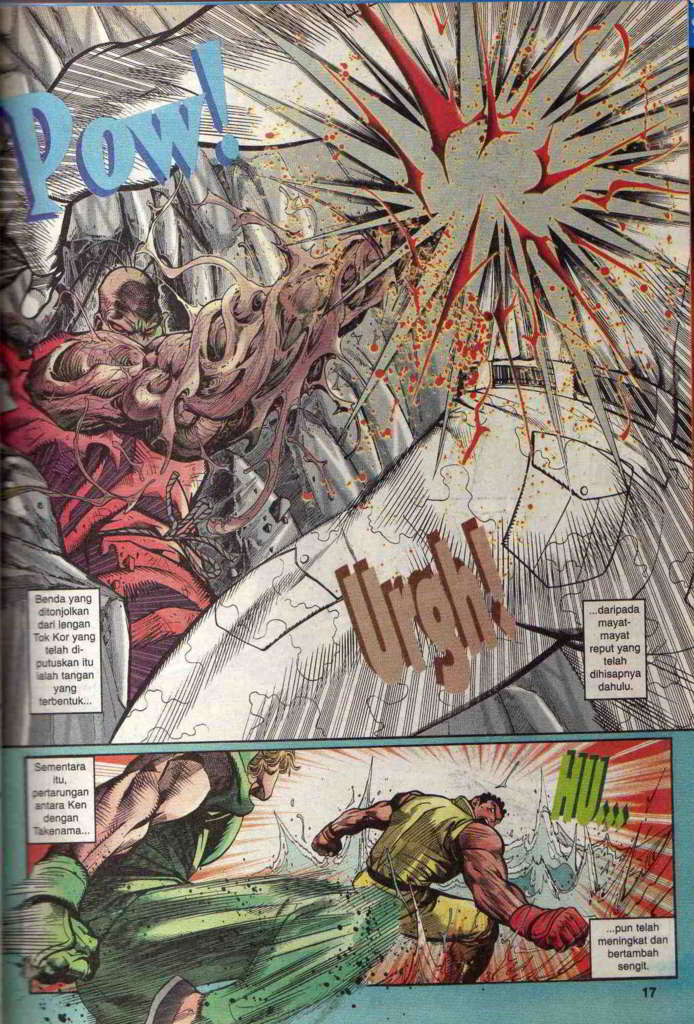 Pow!
Urgh!
Benda yang
ditonjolkan
dari lengan
Tok Kor yang
telah di-
putuskan itu
ialah tangan
yang
terbentuk...
...daripada
mayat-
mayat
reput yang
telah
dihisapnya
dahulu.
Sementara
itu,
pertarungan
antara Ken
dengan
Takenama...
HU...
...pun telah
meningkat dan
bertambah
sengit.
17